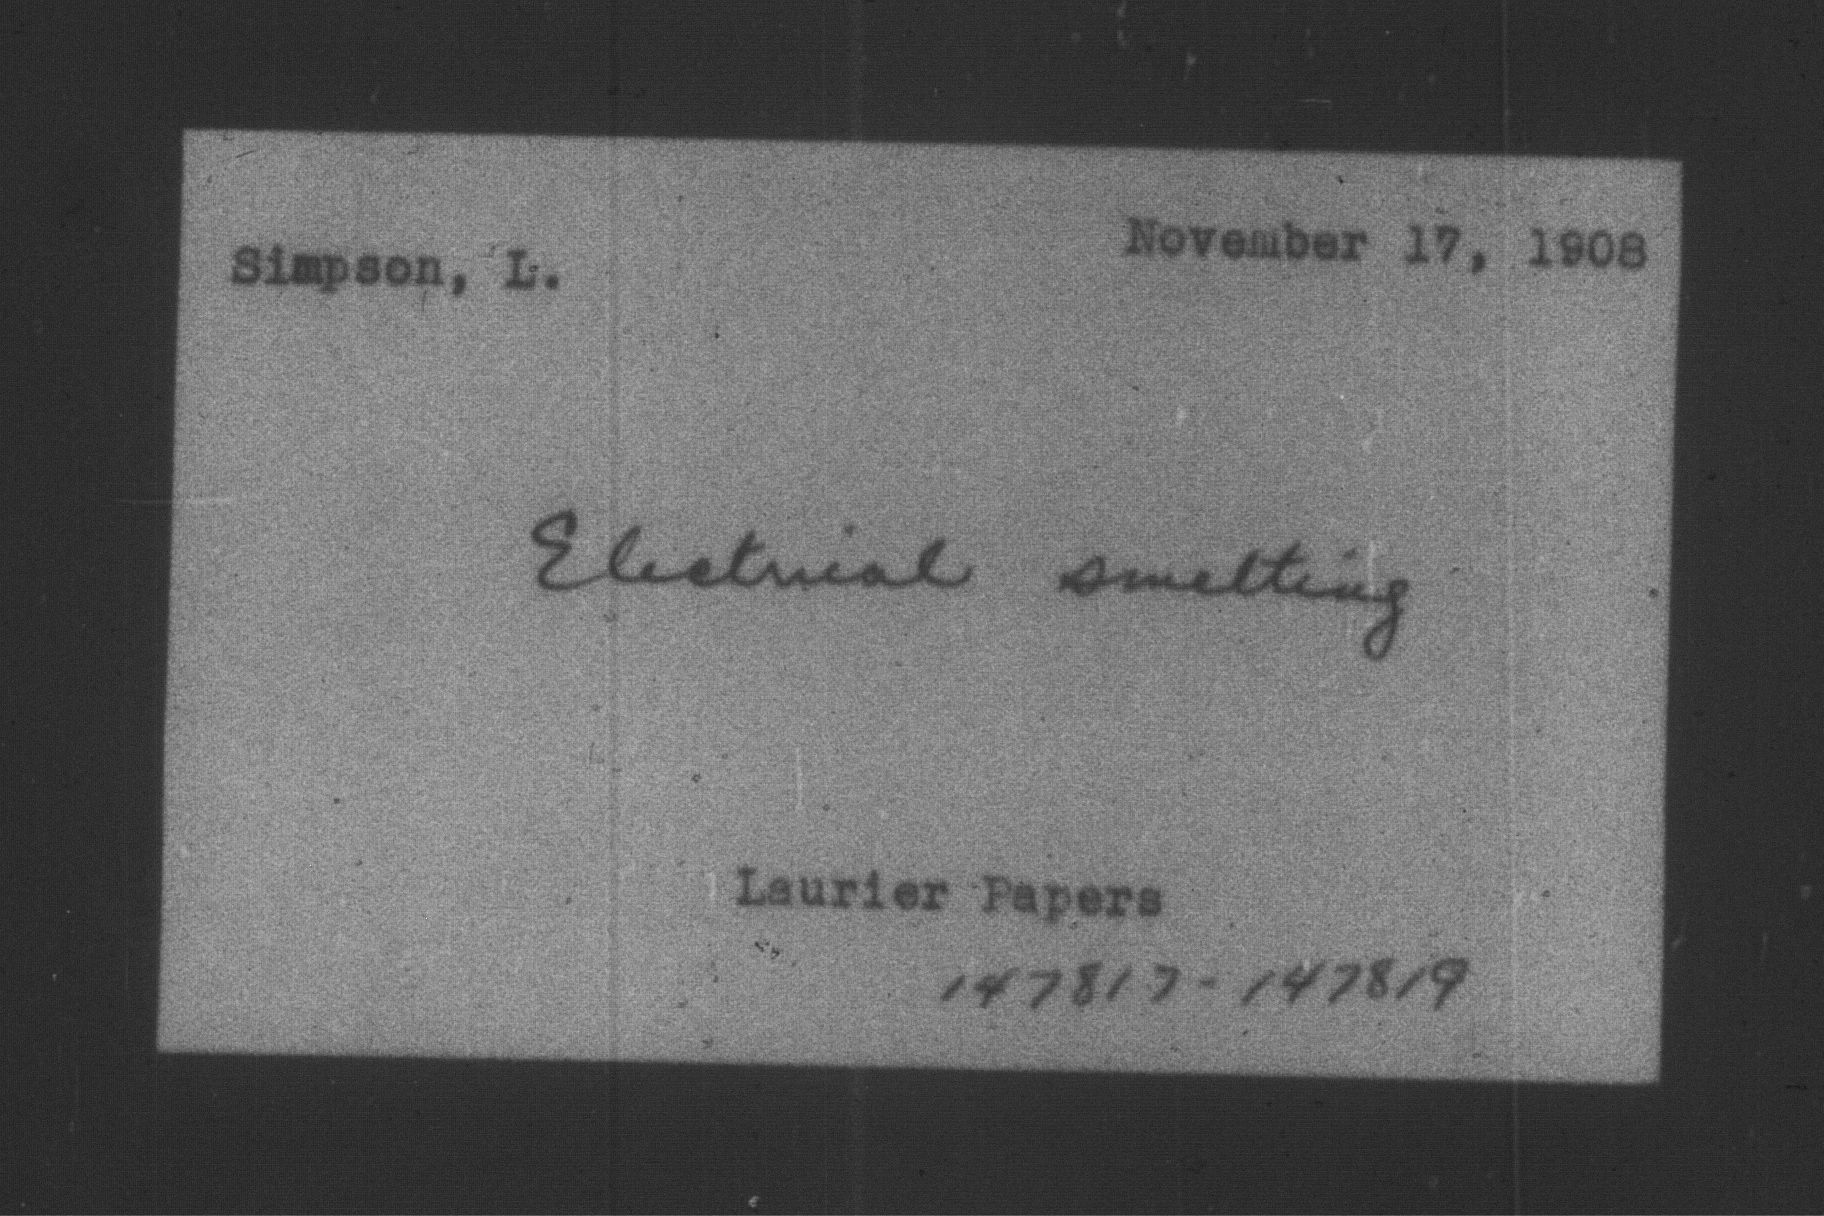 Simpson, L.
November 17, 1908
Electrical smelting
Laurier Papers
147817-147819